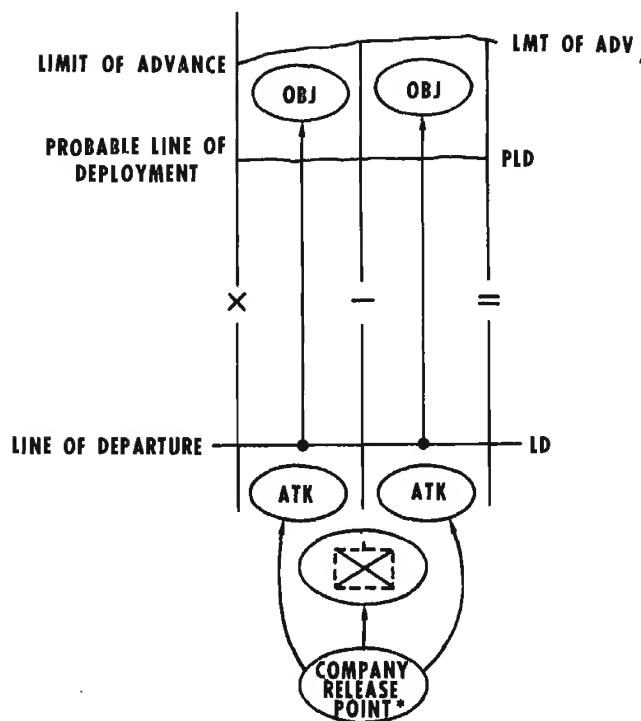 LIMIT OF ADVANCE
LMT OF ADV
OBJ
OBJ
PROBABLE LINE OF
DEPLOYMENT
PLD
LINE OF DEPARTURE
LD
ATK
ATK
COMPANY
RELEASE
POINT*